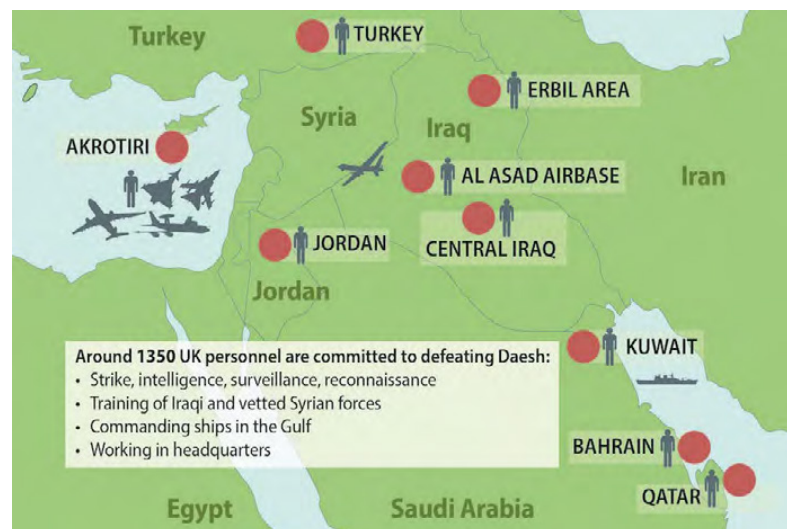 Turkey
TURKEY
ERBIL AREA
Syria
Iraq
AKROTIRI
AL ASAD AIRBASE
Iran
JORDAN
CENTRAL IRAQ
Jordan
Around 1350 UK personnel are committed to defeating Daesh:
• Strike, intelligence, surveillance, reconnaissance
• Training of Iraqi and vetted Syrian forces
• Commanding ships in the Gulf
• Working in headquarters
KUWAIT
BAHRAIN
QATAR
Egypt
Saudi Arabia